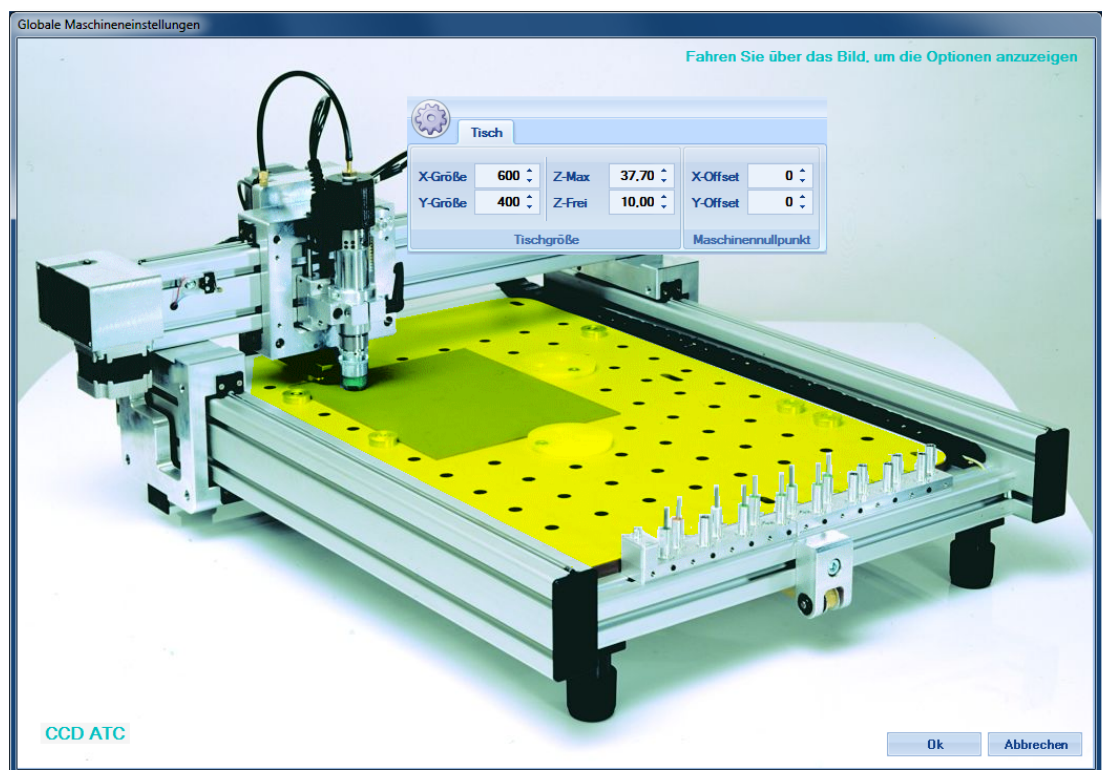 Globale Maschineneinstellungen
Fahren Sie über das Bild, um die Optionen anzuzeigen
Tisch
X-Größe 600 Z-Max 37,70 X-Offset 0
Y-Größe 400 Z-Frei 10,00 Y-Offset 0
Tischgröße Maschinennullpunkt
CCD ATC
Ok Abbrechen